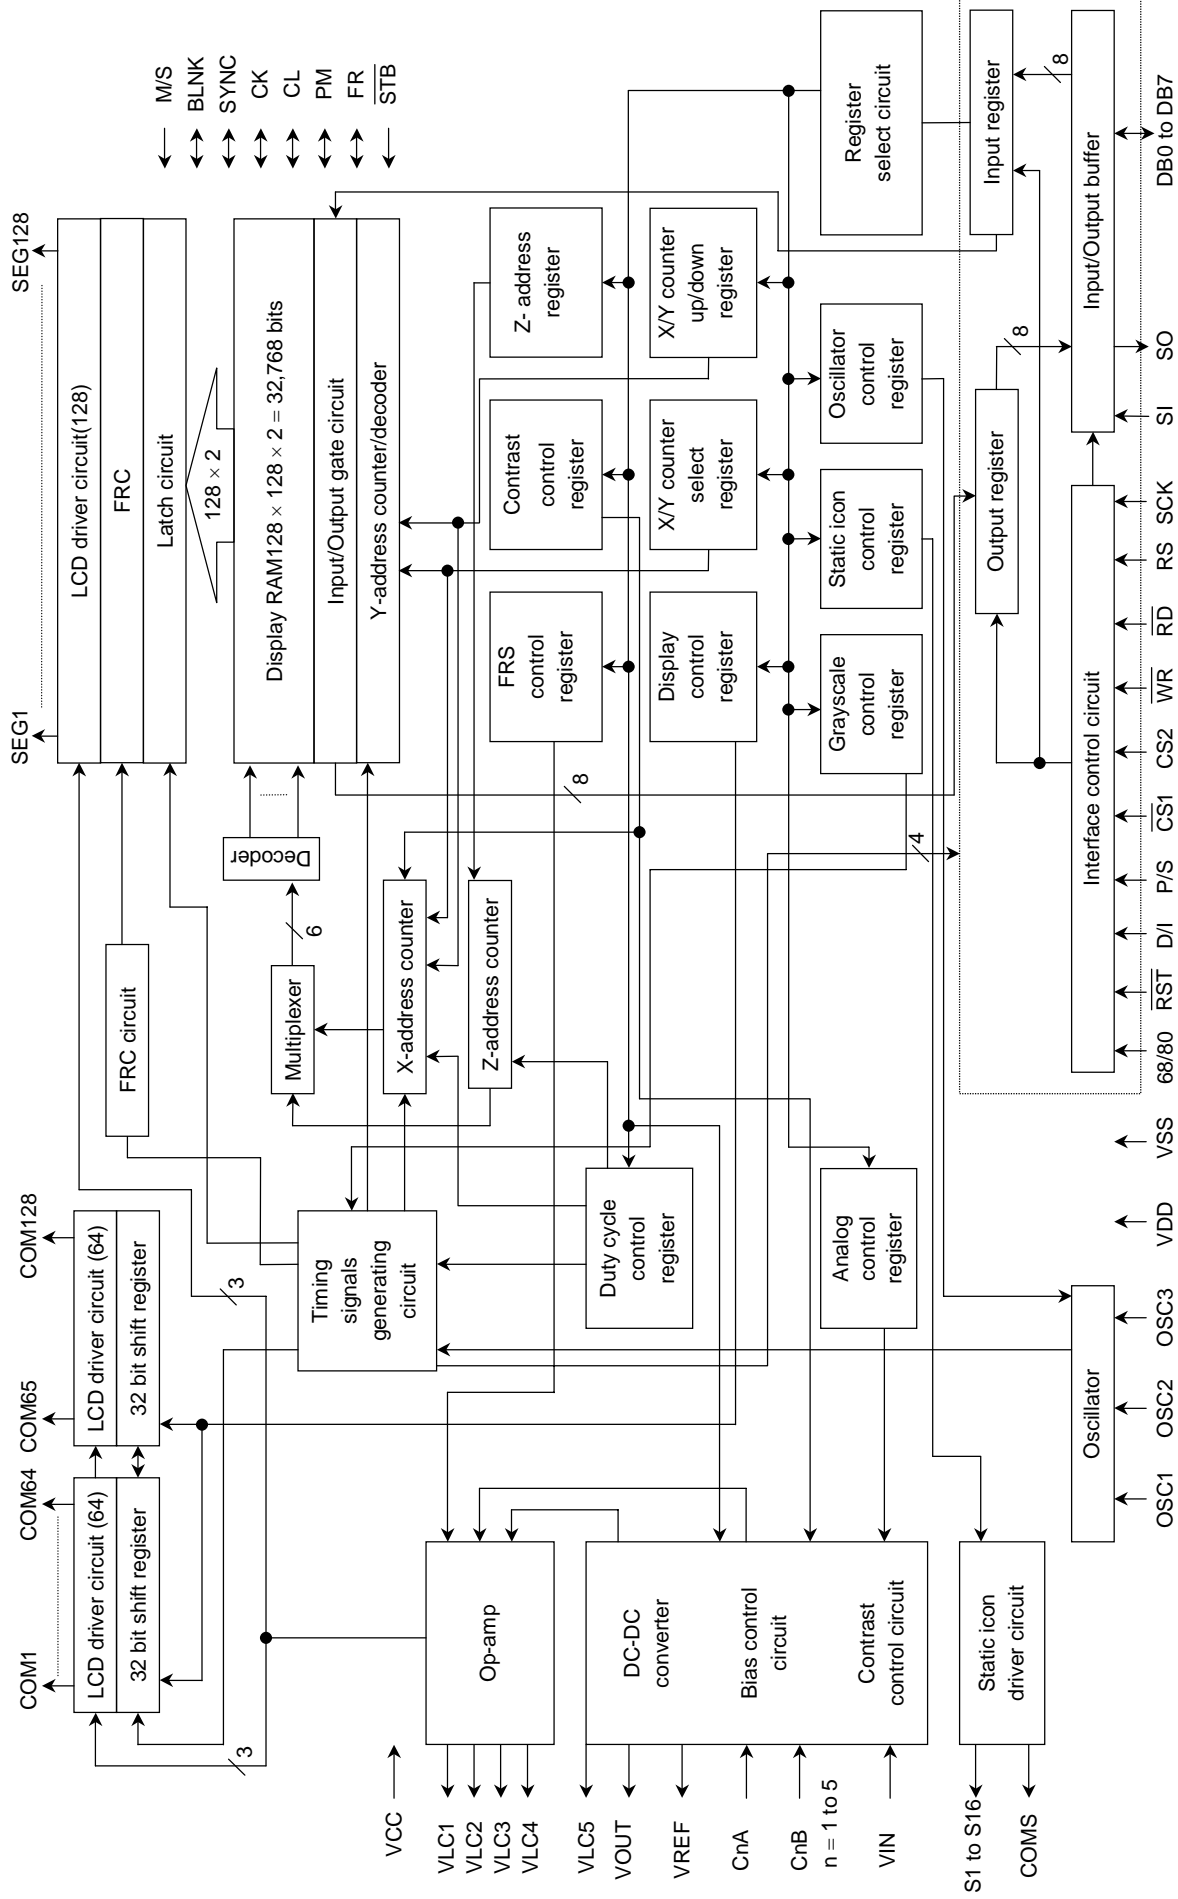 COM1
COM64
COM65
COM128
SEG1
SEG128
LCD driver circuit (64)
32 bit shift register
LCD driver circuit (64)
32 bit shift register
LCD driver circuit(128)
FRC
Latch circuit
128 × 2
Display RAM128 × 128 × 2 = 32,768 bits
Input/Output gate circuit
Y-address counter/decoder
M/S
BLNK
SYNC
CK
CL
PM
FR
STB
3
3
FRC circuit
Decoder
6
Multiplexer
X-address counter
Z-address counter
Timing
signals
generating
circuit
VCC
VLC1
VLC2
VLC3
VLC4
Op-amp
FRS
control
register
Contrast
control
register
Z- address
register
8
VLC5
VOUT
VREF
CnA
CnB
n = 1 to 5
VIN
DC-DC
converter
Bias control
circuit
Contrast
control circuit
Duty cycle
control
register
Display
control
register
X/Y counter
select
register
X/Y counter
up/down
register
Analog
control
register
Grayscale
control
register
Static icon
control
register
Oscillator
control
register
Register
select circuit
4
S1 to S16
COMS
Static icon
driver circuit
Output register
Input register
8
8
Oscillator
Interface control circuit
Input/Output buffer
OSC1
OSC2
OSC3
VDD
VSS
68/80
RST
D/I
P/S
CS1
CS2
WR
RD
RS
SCK
SI
SO
DB0 to DB7